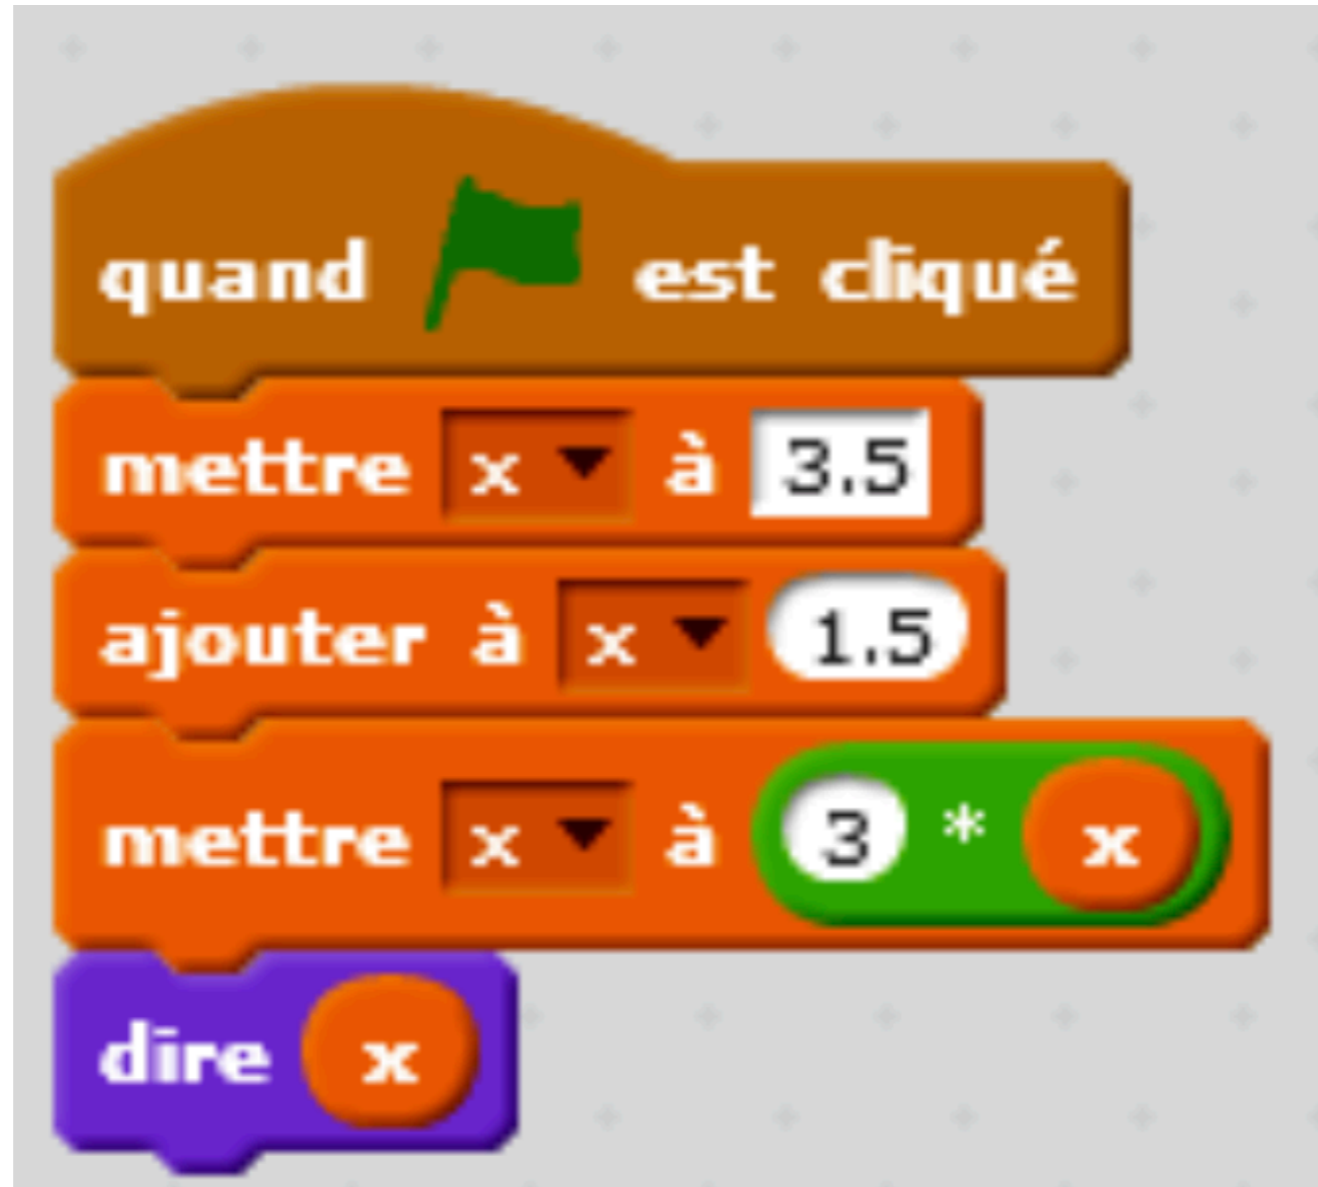 quand est cliqué
mettre x à 3.5
ajouter à x 1.5
mettre x à 3 * x
dire x